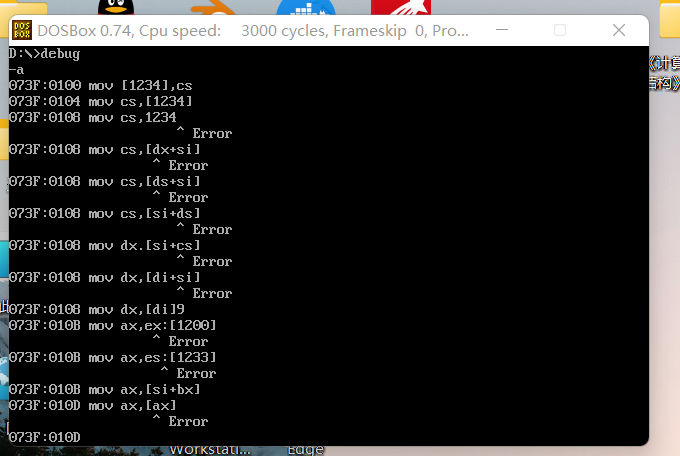 DOSBox 0.74, Cpu speed: 3000 cycles, Frameskip 0, Pro...
D:\>debug
-a
073F:0100 mov [1234],cs
073F:0104 mov cs,[1234]
073F:0108 mov cs,1234
^ Error
073F:0108 mov cs,[dx+si]
^ Error
073F:0108 mov cs,[ds+si]
^ Error
073F:0108 mov cs,[si+ds]
^ Error
073F:0108 mov dx.[si+cs]
^ Error
073F:0108 mov dx,[di+si]
^ Error
073F:0108 mov dx,[di]9
073F:010B mov ax,ex:[1200]
^ Error
073F:010B mov ax,es:[1233]
^ Error
073F:010B mov ax,[si+bx]
073F:010D mov ax,[ax]
^ Error
073F:010D
《计算
结构》
Workstati... Edge